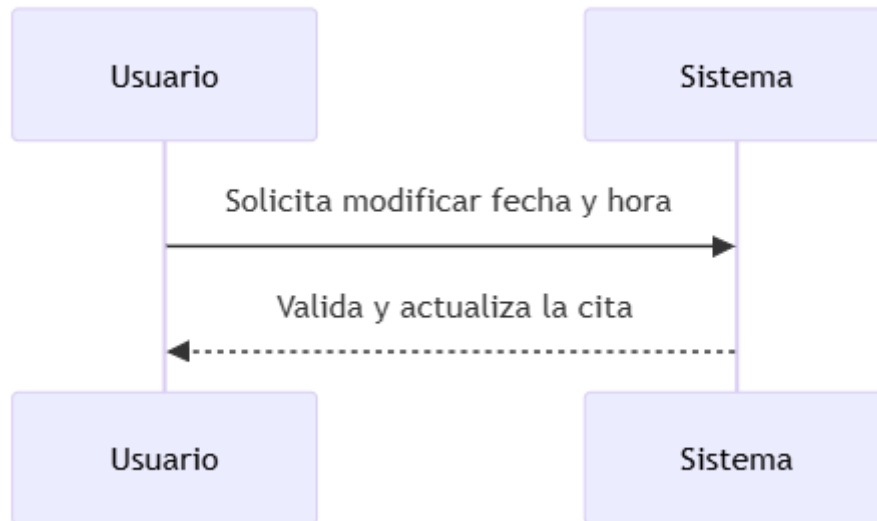 Usuario
Sistema
Solicita modificar fecha y hora
Valida y actualiza la cita
Usuario
Sistema